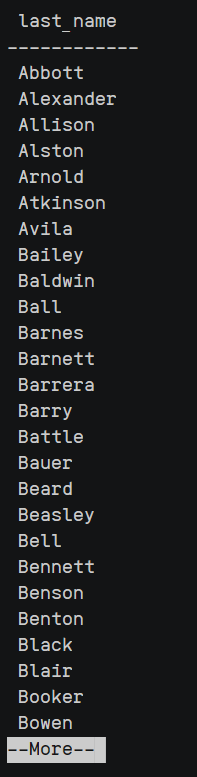 last_name
------------
Abbott
Alexander
Allison
Alston
Arnold
Atkinson
Avila
Bailey
Baldwin
Ball
Barnes
Barnett
Barrera
Barry
Battle
Bauer
Beard
Beasley
Bell
Bennett
Benson
Benton
Black
Blair
Booker
Bowen
--More--